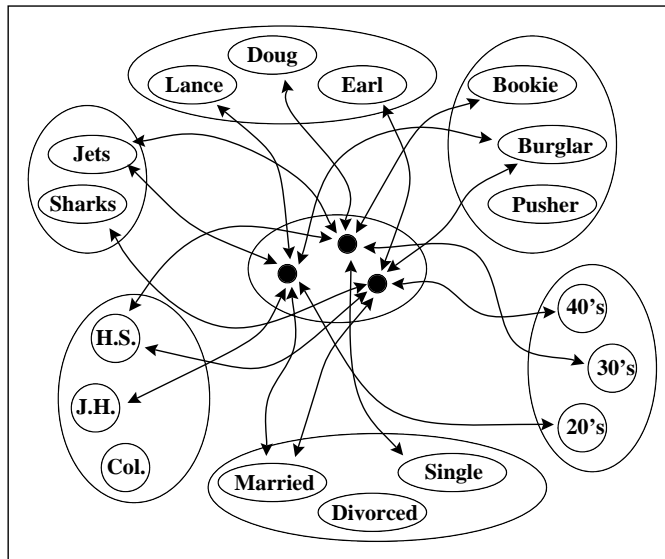 Doug
Lance
Earl
Bookie
Burglar
Pusher
Jets
Sharks
H.S.
J.H.
Col.
40's
30's
20's
Married
Single
Divorced